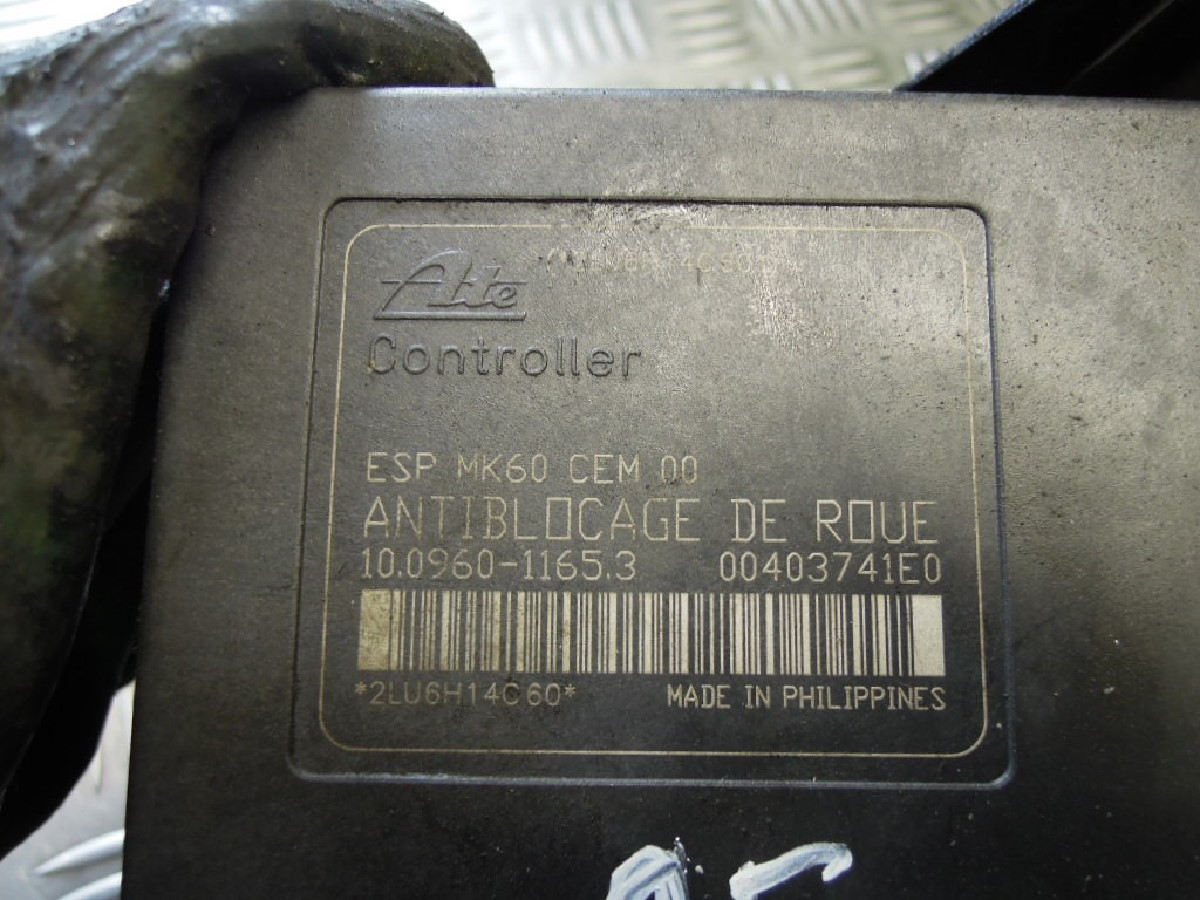 Ate
Controller
ESP MK60 CEM 00
ANTIBLOCAGE DE ROUE
10.0960-1165.3 00403741E0
*2LU6H14C60* MADE IN PHILIPPINES